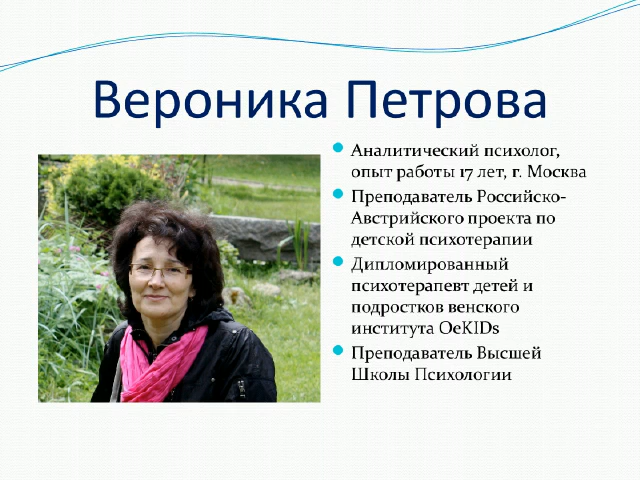 Вероника Петрова
Аналитический психолог,
опыт работы 17 лет, г. Москва
Преподаватель Российско-
Австрийского проекта по
детской психотерапии
Дипломированный
психотерапевт детей и
подростков венского
института OeKIDs
Преподаватель Высшей
Школы Психологии